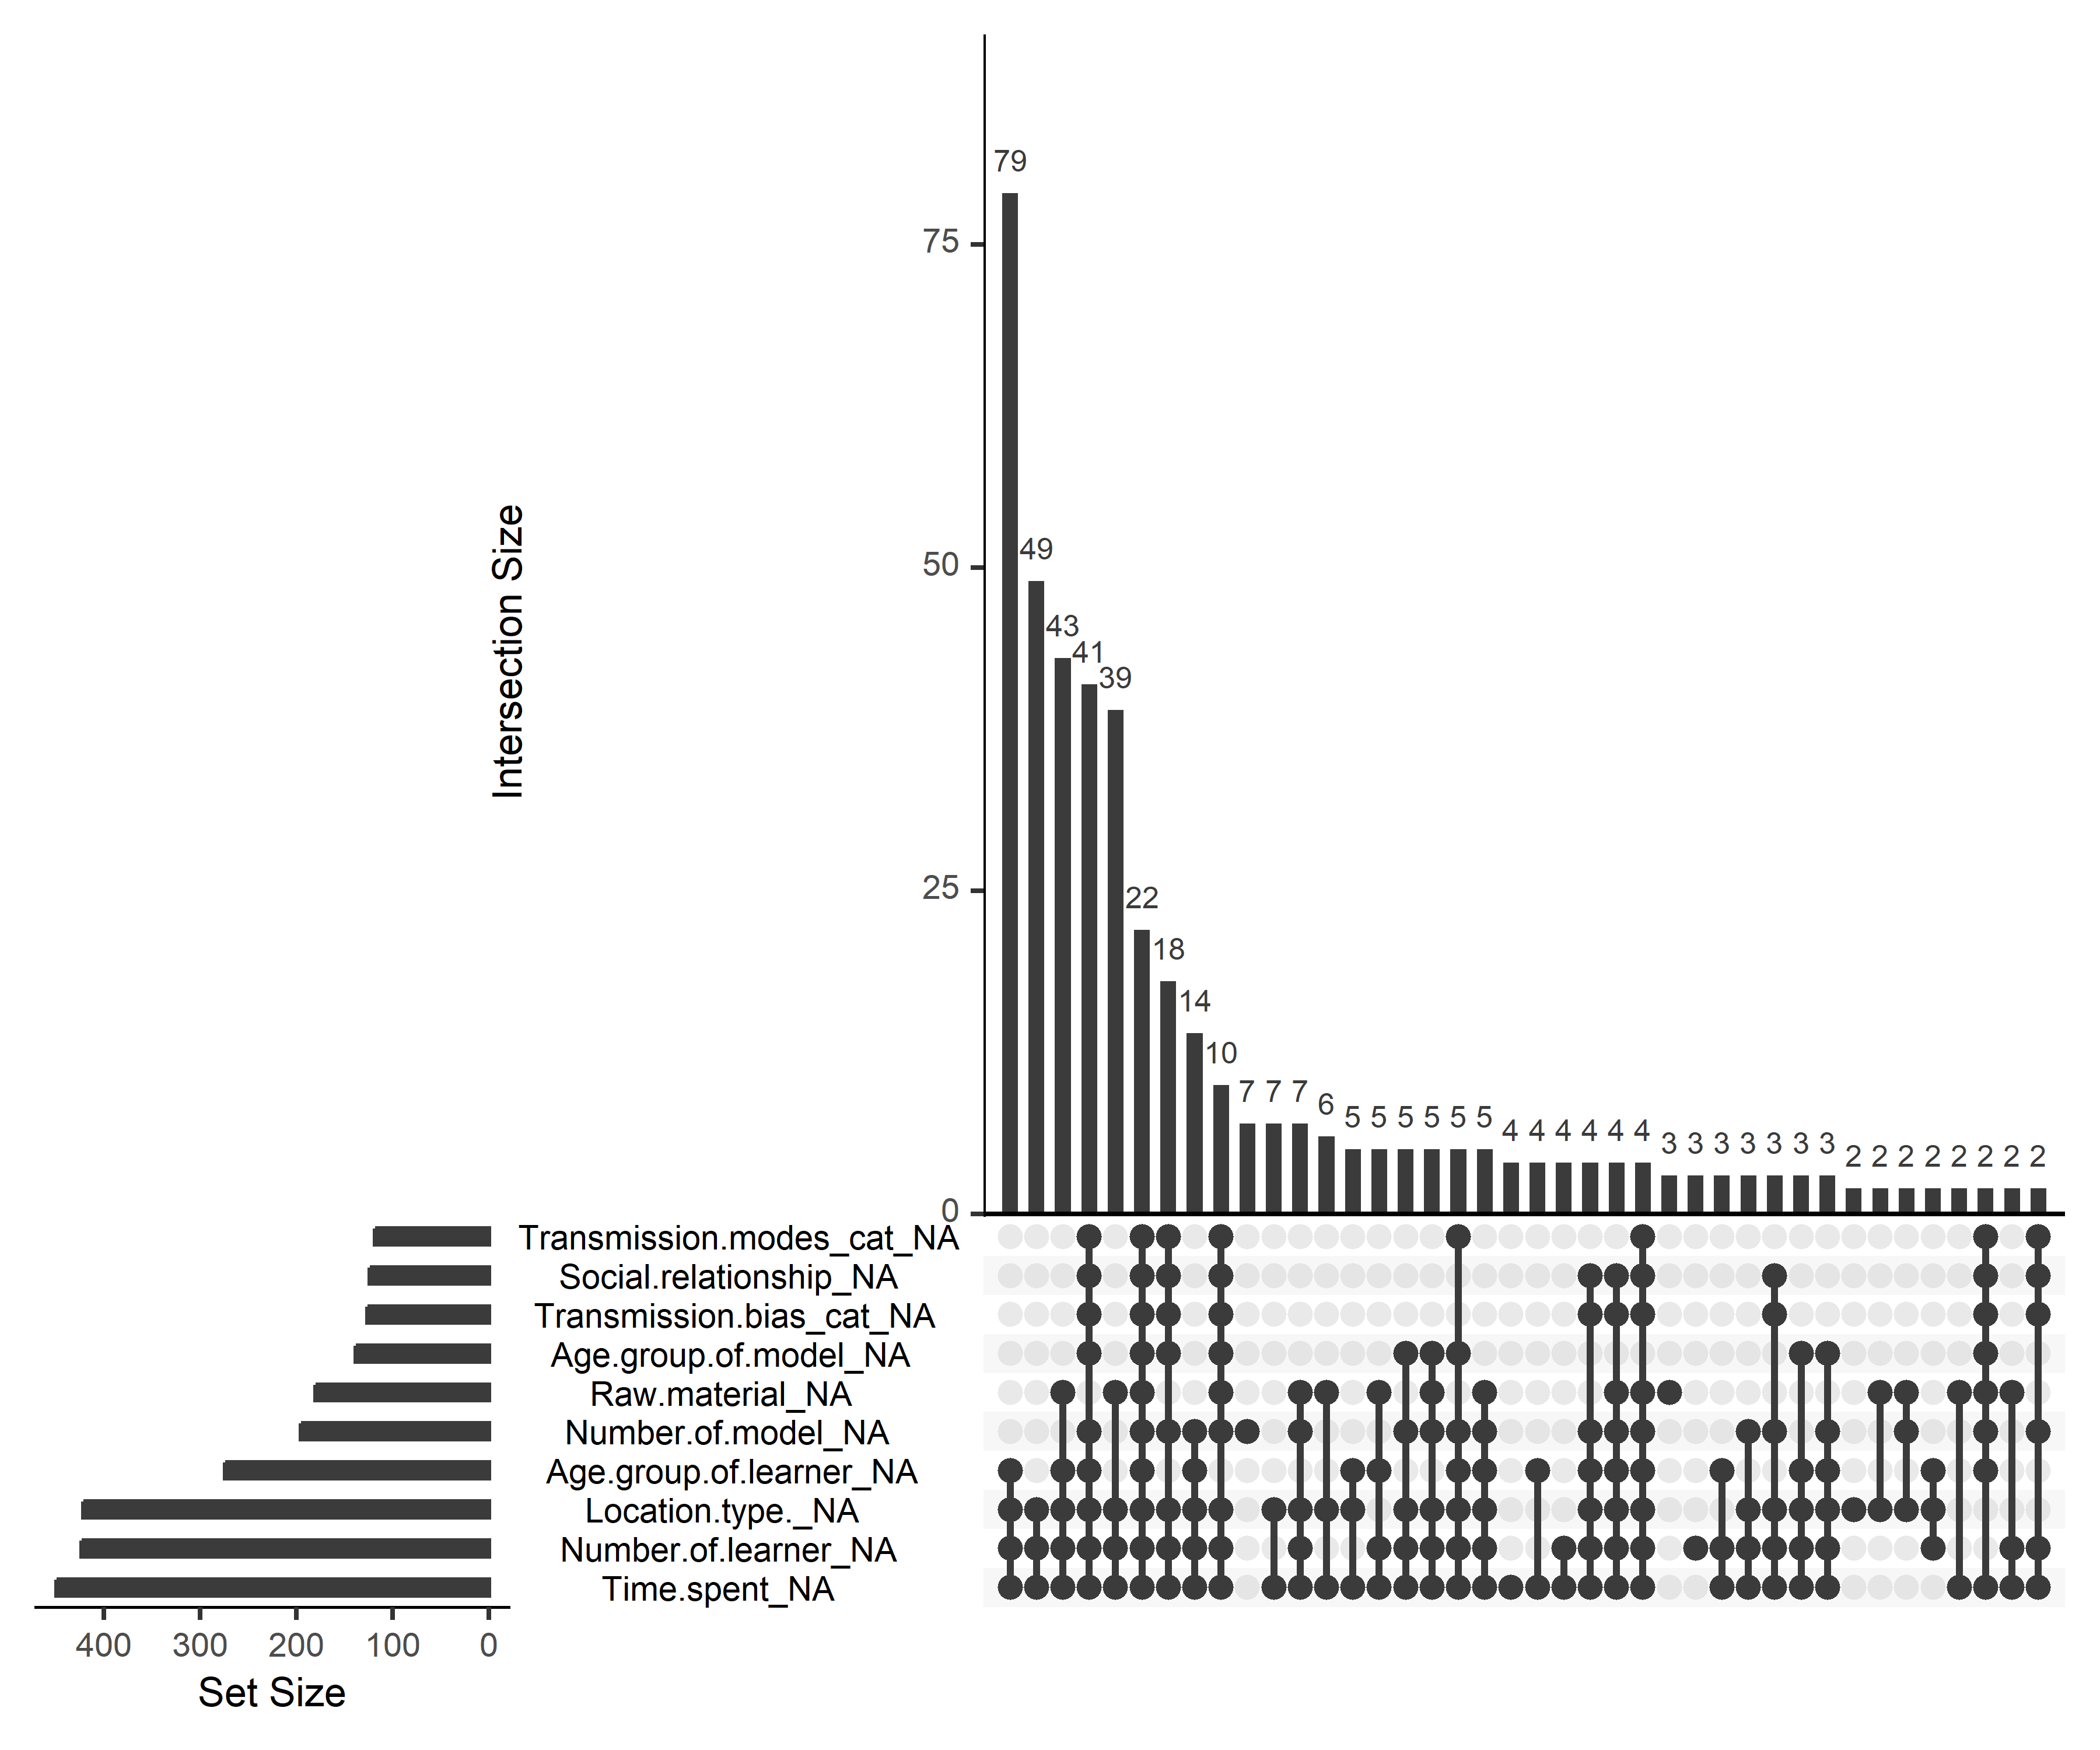 79
75
49
50
43
41
39
Intersection Size
25
22
18
14
10
7 7 7 6 5 5 5 5 5 5 4 4 4 4 4 4 3 3 3 3 3 3 3 2 2 2 2 2 2 2 2
0
Transmission.modes_cat_NA
Social.relationship_NA
Transmission.bias_cat_NA
Age.group.of.model_NA
Raw.material_NA
Number.of.model_NA
Age.group.of.learner_NA
Location.type._NA
Number.of.learner_NA
Time.spent_NA
400 300 200 100 0
Set Size